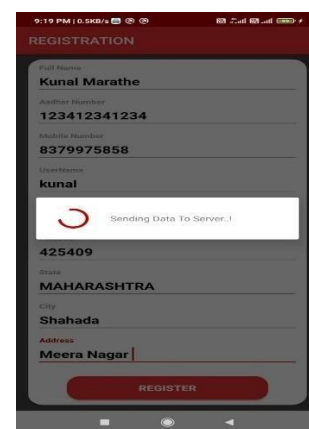 9:19 PM | 0.5KB/s
REGISTRATION
Full Name
Kunal Marathe
Aadhar Number
123412341234
Mobile Number
8379975858
UserName
kunal
Sending Data To Server..!
425409
State
MAHARASHTRA
City
Shahada
Address
Meera Nagar
REGISTER